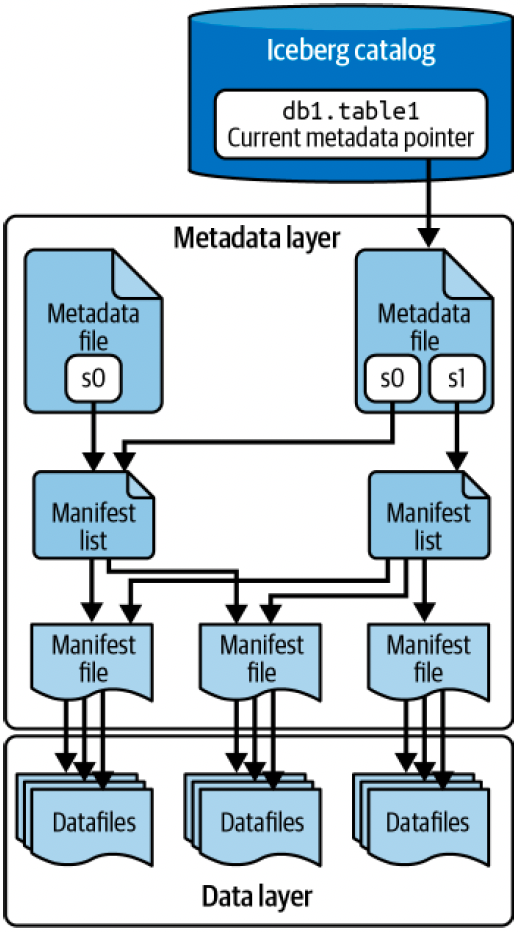 Iceberg catalog
db1.table1
Current metadata pointer
Metadata layer
Metadata
file
s0
Metadata
file
s0
s1
Manifest
list
Manifest
list
Manifest
file
Manifest
file
Manifest
file
Datafiles
Datafiles
Datafiles
Data layer